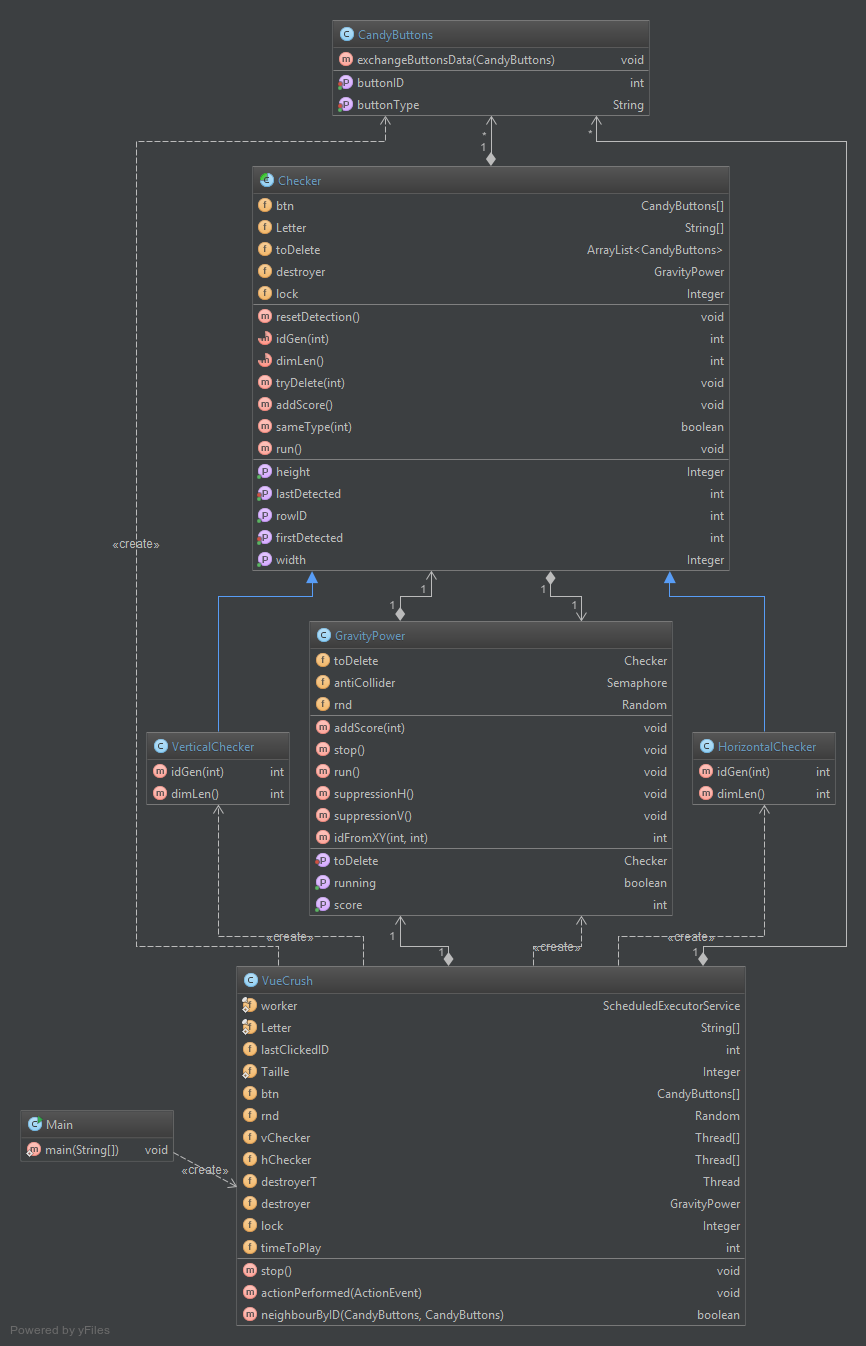 CandyButtons
exchangeButtonsData(CandyButtons) void
buttonID int
buttonType String
*
1
*
Checker
btn CandyButtons[]
Letter String[]
toDelete ArrayList<CandyButtons>
destroyer GravityPower
lock Integer
resetDetection() void
idGen(int) int
dimLen() int
tryDelete(int) void
addScore() void
sameType(int) boolean
run() void
height Integer
lastDetected int
rowID int
firstDetected int
width Integer
«create»
1 1
1 1
GravityPower
toDelete Checker
antiCollider Semaphore
rnd Random
addScore(int) void
stop() void
run() void
suppressionH() void
suppressionV() void
idFromXY(int, int) int
toDelete Checker
running boolean
score int
VerticalChecker
idGen(int) int
dimLen() int
HorizontalChecker
idGen(int) int
dimLen() int
«create» 1 1 «create» «create» 1
VueCrush
worker ScheduledExecutorService
Letter String[]
lastClickedID int
Taille Integer
btn CandyButtons[]
rnd Random
vChecker Thread[]
hChecker Thread[]
destroyerT Thread
destroyer GravityPower
lock Integer
timeToPlay int
stop() void
actionPerformed(ActionEvent) void
neighbourByID(CandyButtons, CandyButtons) boolean
Main
main(String[]) void
«create»
Powered by yFiles